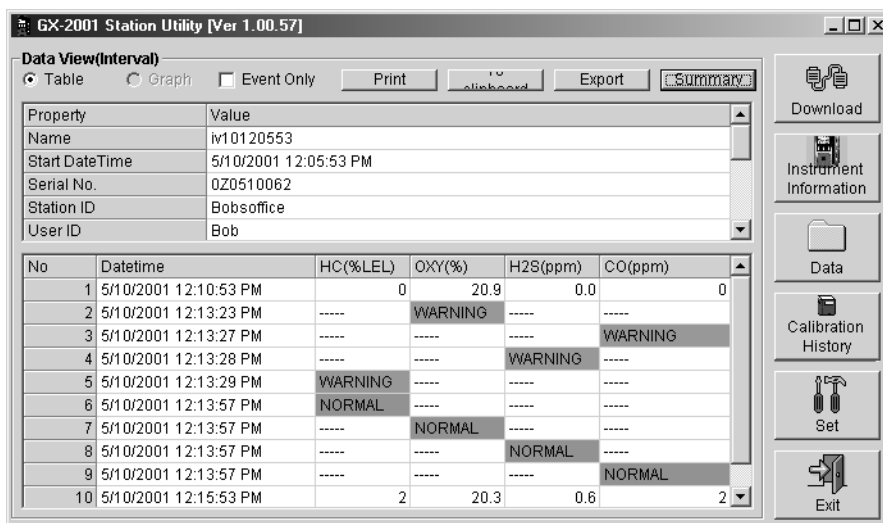 GX-2001 Station Utility [Ver 1.00.57]
Data View(Interval)
Table Graph Event Only Print Export Summary
Property Value
Name iv10120553
Start DateTime 5/10/2001 12:05:53 PM
Serial No. 0Z0510062
Station ID Bobsoffice
User ID Bob
No Datetime HC(%LEL) OXY(%) H2S(ppm) CO(ppm)
1 5/10/2001 12:10:53 PM 0 20.9 0.0 0
2 5/10/2001 12:13:23 PM ----- WARNING ----- -----
3 5/10/2001 12:13:27 PM ----- ----- ----- WARNING
4 5/10/2001 12:13:28 PM ----- ----- WARNING -----
5 5/10/2001 12:13:29 PM WARNING ----- ----- -----
6 5/10/2001 12:13:57 PM NORMAL ----- ----- -----
7 5/10/2001 12:13:57 PM ----- NORMAL ----- -----
8 5/10/2001 12:13:57 PM ----- ----- NORMAL -----
9 5/10/2001 12:13:57 PM ----- ----- ----- NORMAL
10 5/10/2001 12:15:53 PM 2 20.3 0.6 2
Download
Instrument
Information
Data
Calibration
History
Set
Exit